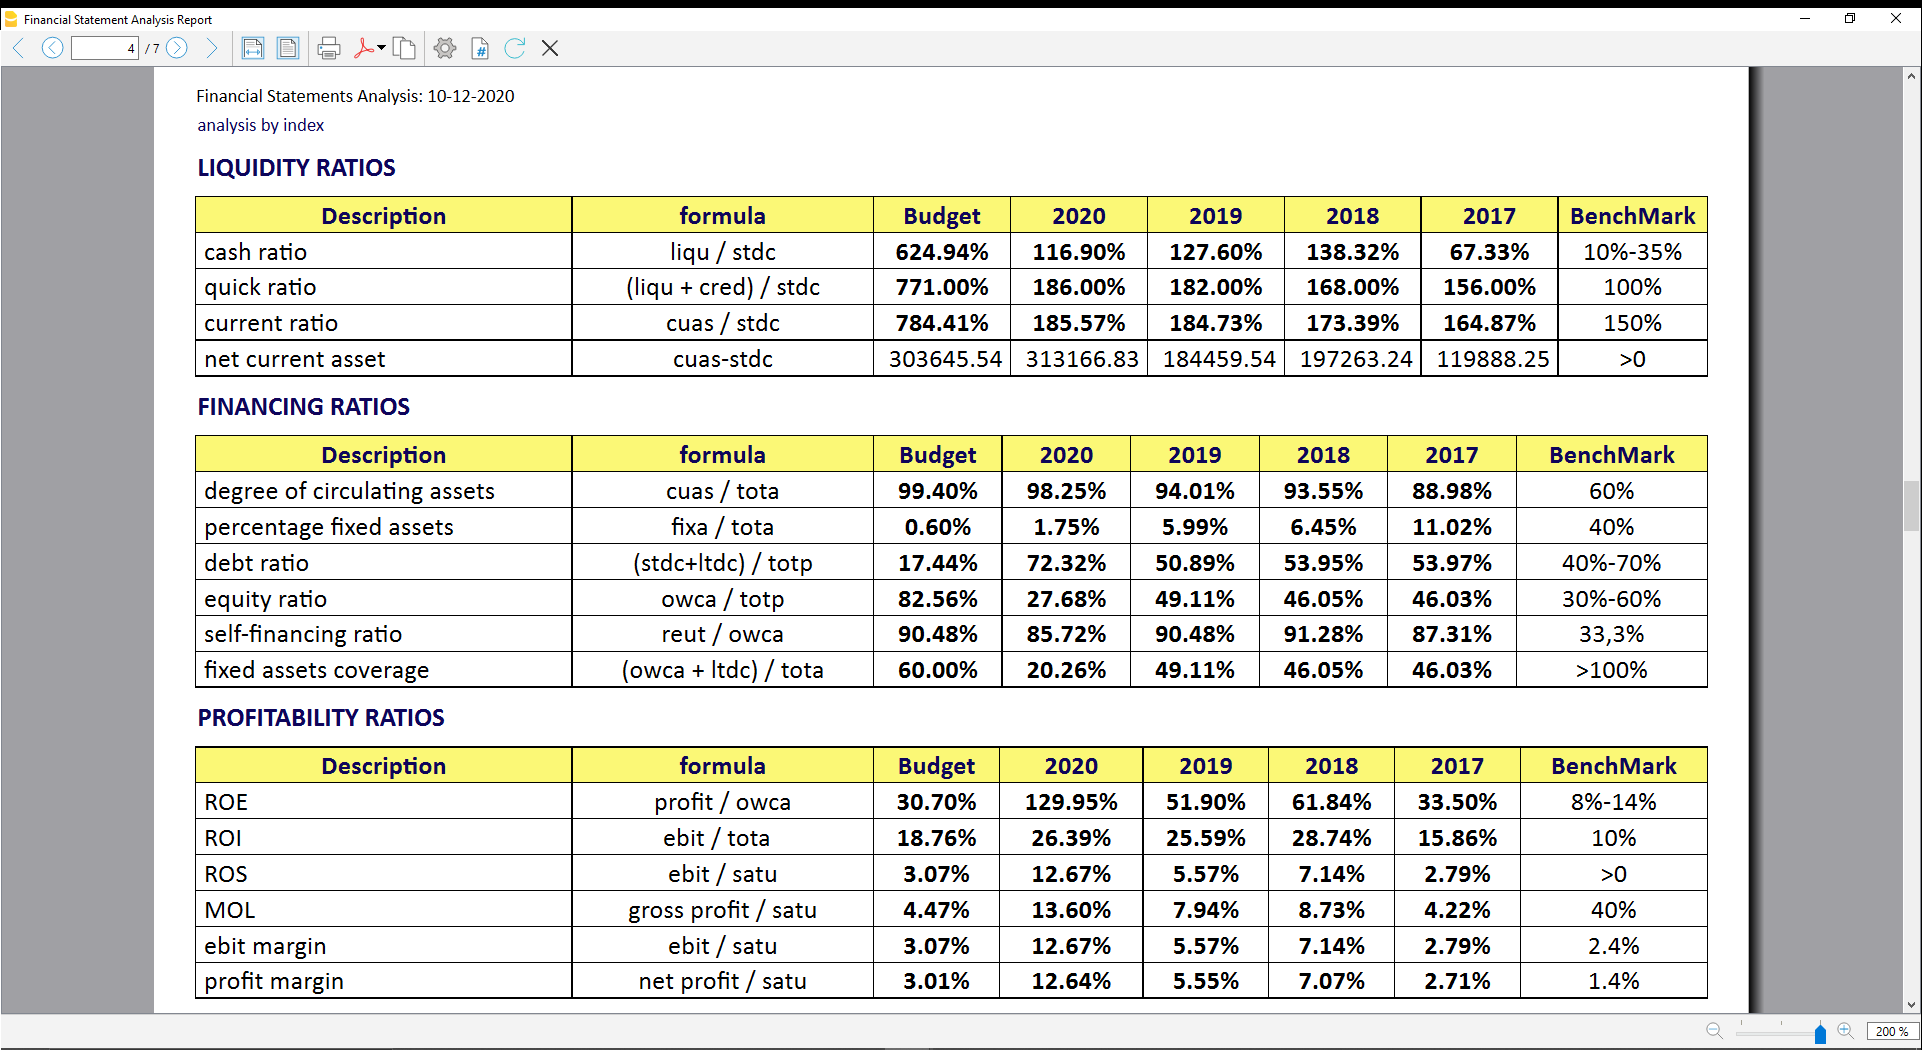 Financial Statement Analysis Report
4 / 7
Financial Statements Analysis: 10-12-2020
analysis by index
LIQUIDITY RATIOS
Description formula Budget 2020 2019 2018 2017 BenchMark
cash ratio liqu / stdc 624.94% 116.90% 127.60% 138.32% 67.33% 10%-35%
quick ratio (liqu + cred) / stdc 771.00% 186.00% 182.00% 168.00% 156.00% 100%
current ratio cuas / stdc 784.41% 185.57% 184.73% 173.39% 164.87% 150%
net current asset cuas-stdc 303645.54 313166.83 184459.54 197263.24 119888.25 >0
FINANCING RATIOS
Description formula Budget 2020 2019 2018 2017 BenchMark
degree of circulating assets cuas / tota 99.40% 98.25% 94.01% 93.55% 88.98% 60%
percentage fixed assets fixa / tota 0.60% 1.75% 5.99% 6.45% 11.02% 40%
debt ratio (stdc+ltdc) / totp 17.44% 72.32% 50.89% 53.95% 53.97% 40%-70%
equity ratio owca / totp 82.56% 27.68% 49.11% 46.05% 46.03% 30%-60%
self-financing ratio reut / owca 90.48% 85.72% 90.48% 91.28% 87.31% 33,3%
fixed assets coverage (owca + ltdc) / tota 60.00% 20.26% 49.11% 46.05% 46.03% >100%
PROFITABILITY RATIOS
Description formula Budget 2020 2019 2018 2017 BenchMark
ROE profit / owca 30.70% 129.95% 51.90% 61.84% 33.50% 8%-14%
ROI ebit / tota 18.76% 26.39% 25.59% 28.74% 15.86% 10%
ROS ebit / satu 3.07% 12.67% 5.57% 7.14% 2.79% >0
MOL gross profit / satu 4.47% 13.60% 7.94% 8.73% 4.22% 40%
ebit margin ebit / satu 3.07% 12.67% 5.57% 7.14% 2.79% 2.4%
profit margin net profit / satu 3.01% 12.64% 5.55% 7.07% 2.71% 1.4%
200 %